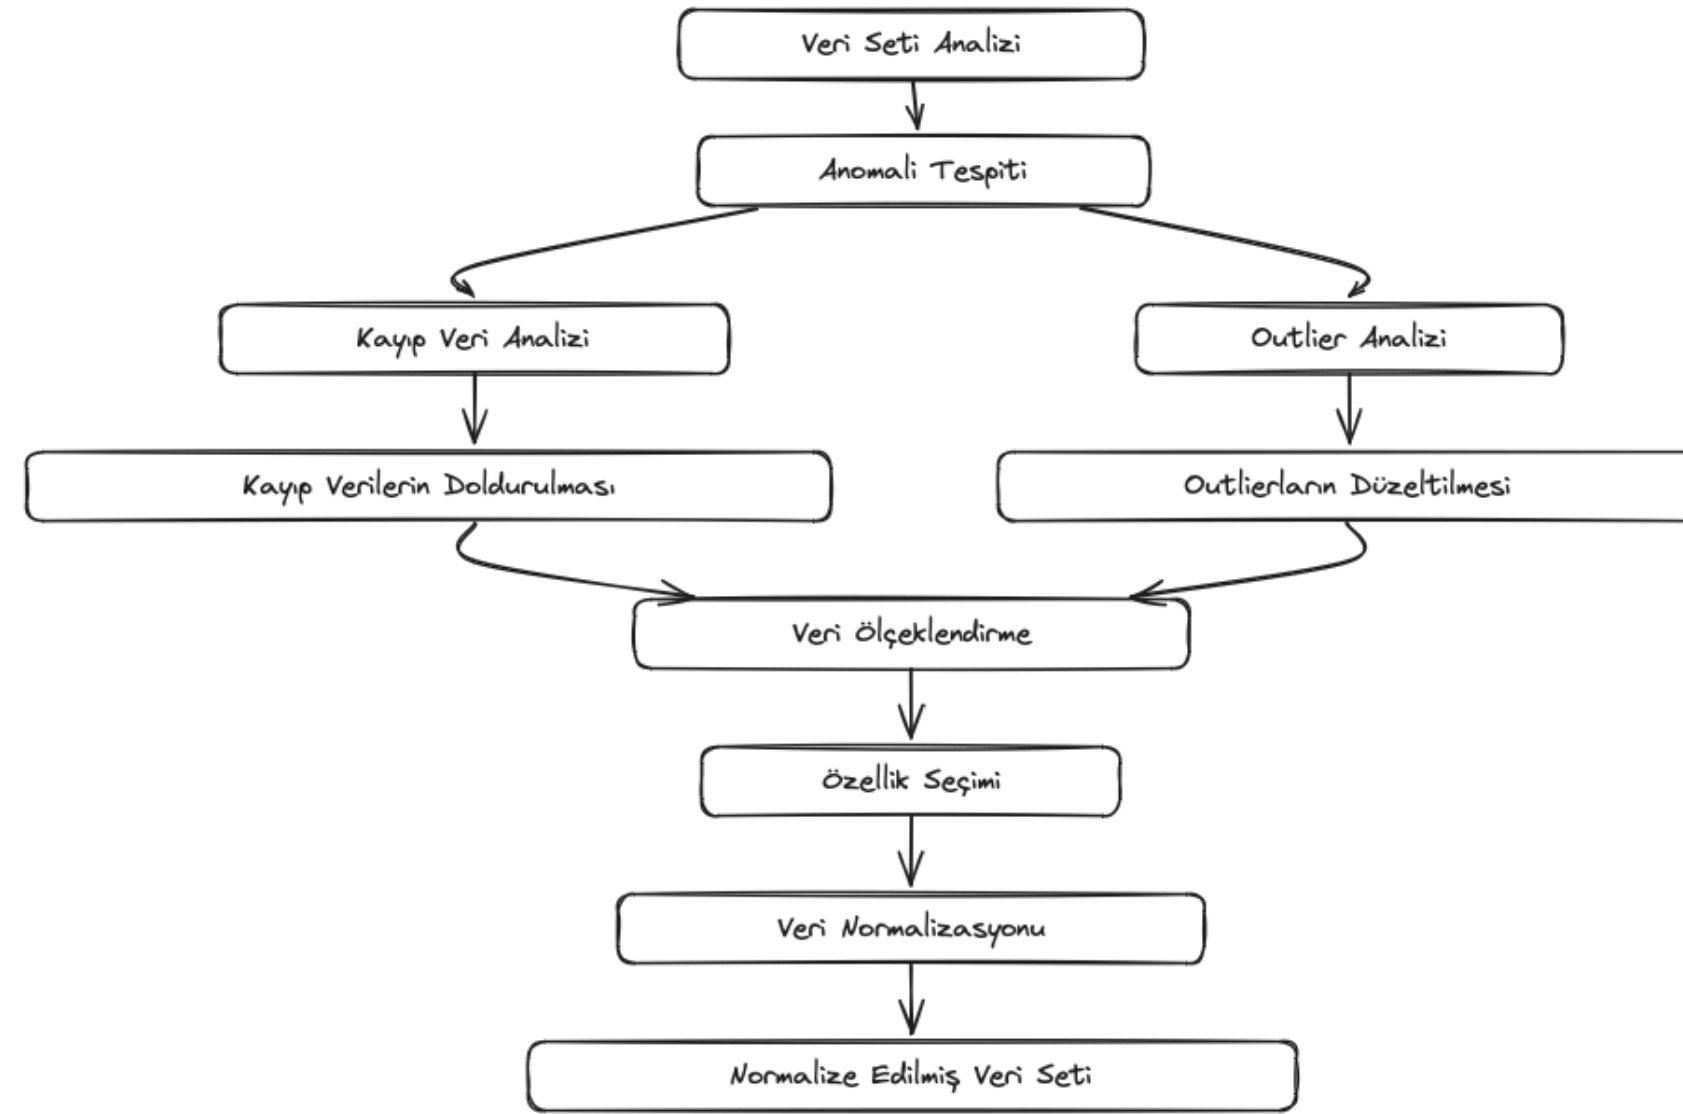 Veri Seti Analizi
Anomali Tespiti
Kayıp Veri Analizi
Outlier Analizi
Kayıp Verilerin Doldurulması
Outlierların Düzeltilmesi
Veri Ölçeklendirme
Özellik Seçimi
Veri Normalizasyonu
Normalize Edilmiş Veri Seti